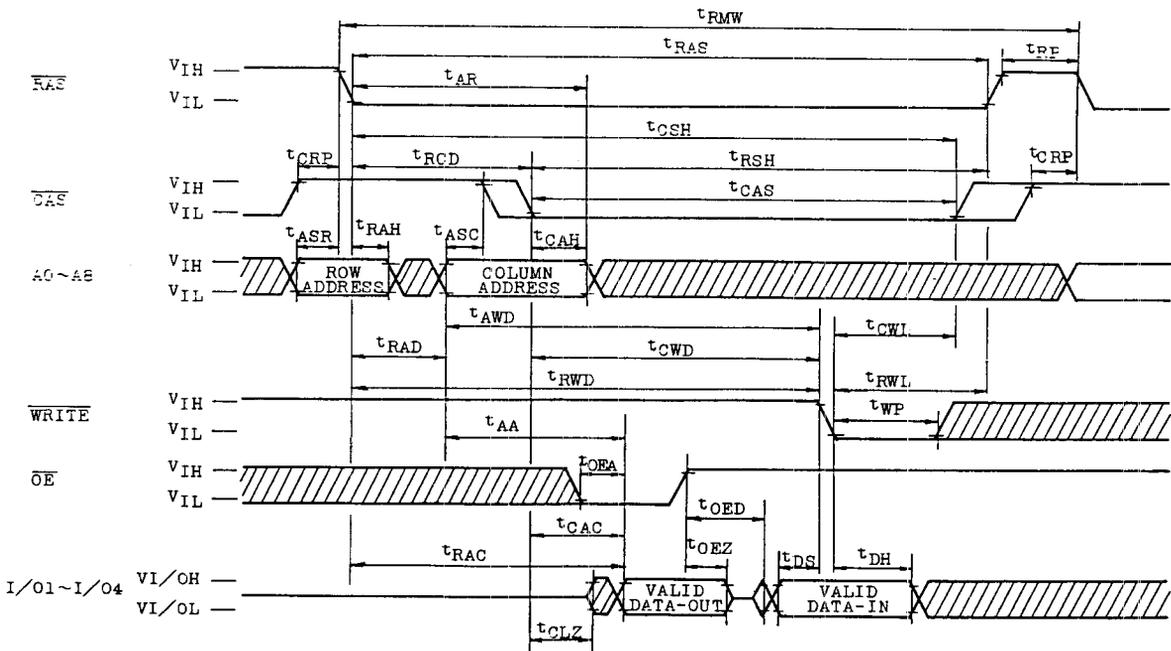 tRMW
tRAS
tRP
RAS
VIH
VIL
tAR
tCSH
tCRP
tRCD
tRSH
tCRP
CAS
VIH
VIL
tCAS
tASR
tRAH
tASC
tCAH
A0~A8
VIH
VIL
ROW
ADDRESS
COLUMN
ADDRESS
tAWD
tCWL
tRAD
tCWD
tRWD
tRWL
WRITE
VIH
VIL
tWP
tAA
OE
VIH
VIL
tOEA
tOED
tCAC
tRAC
tOEZ
tDS
tDH
I/O1~I/O4
VI/OH
VI/OL
VALID
DATA-OUT
VALID
DATA-IN
tCLZ